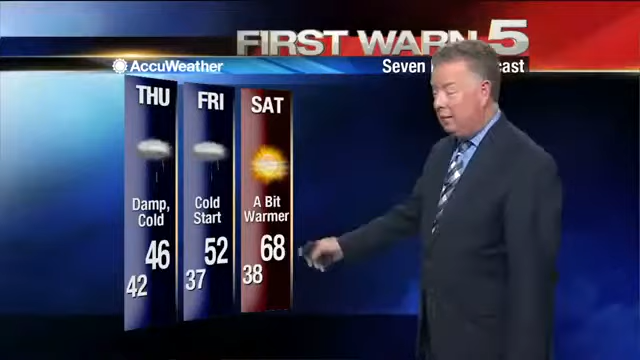 FIRST WARN 5
AccuWeather
Seven
THU
FRI
SAT
Damp,
Cold
Cold
Start
A Bit
Warmer
46
52
68
42
37
38